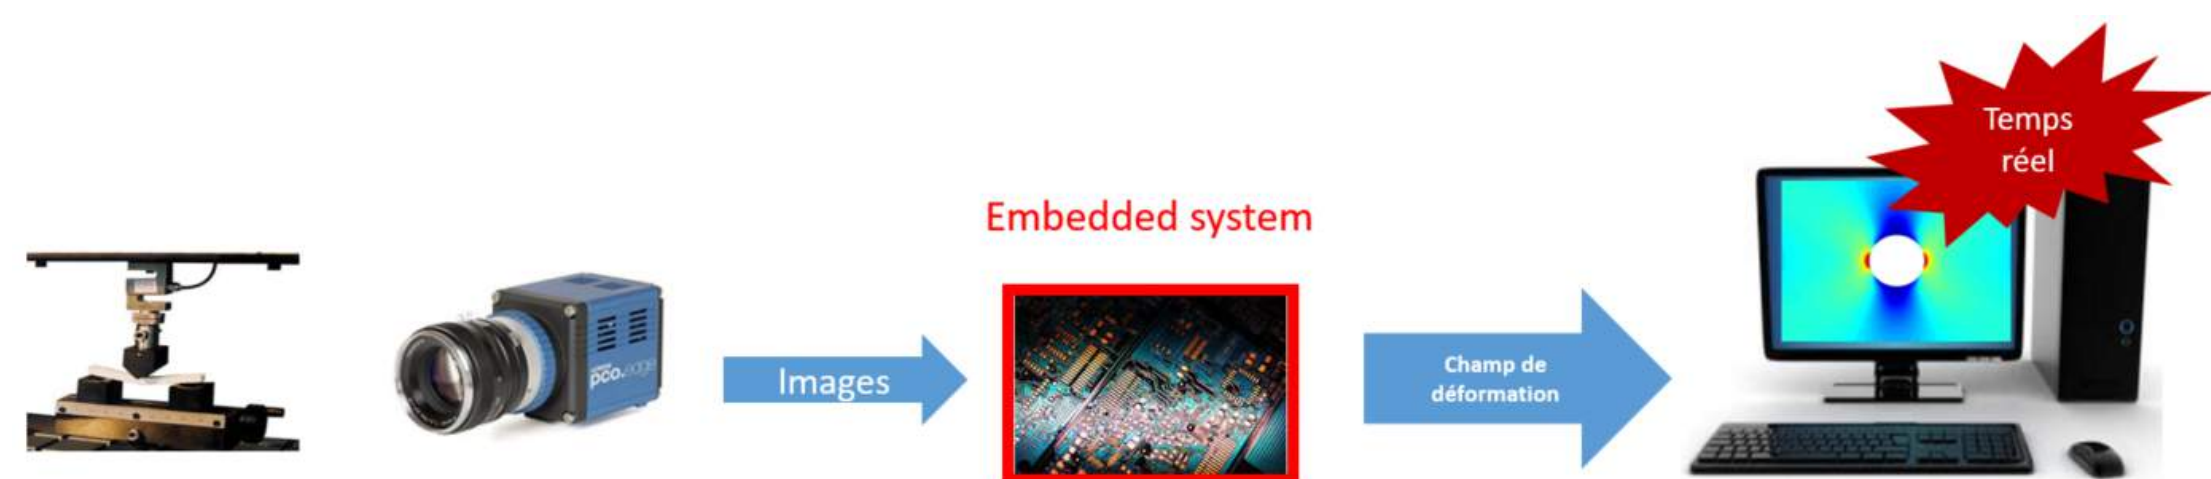 pco.edge
Images
Embedded system
Champ de
déformation
Temps
réel